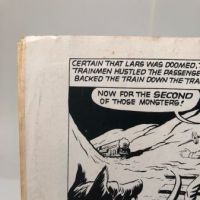 CERTAIN THAT LARS WAS DOOMED, T
TRAINMEN HUSTLED THE PASSENGE
BACKED THE TRAIN DOWN THE TRA
NOW FOR THE SECOND
OF THOSE MONSTERS!